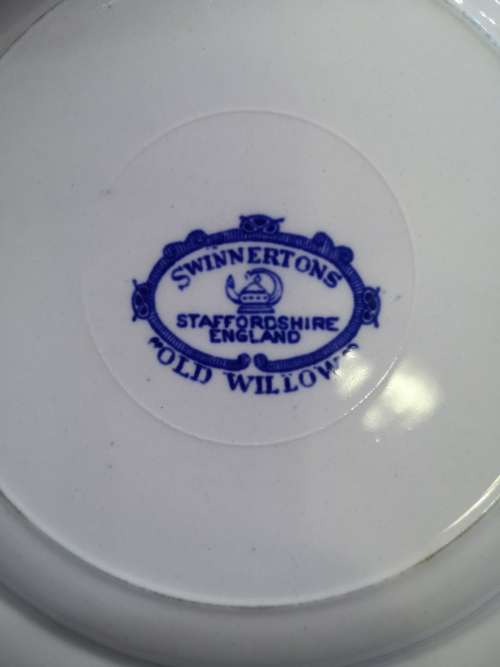 SWINNERTONS
STAFFORDSHIRE
ENGLAND
"OLD WILLOW"